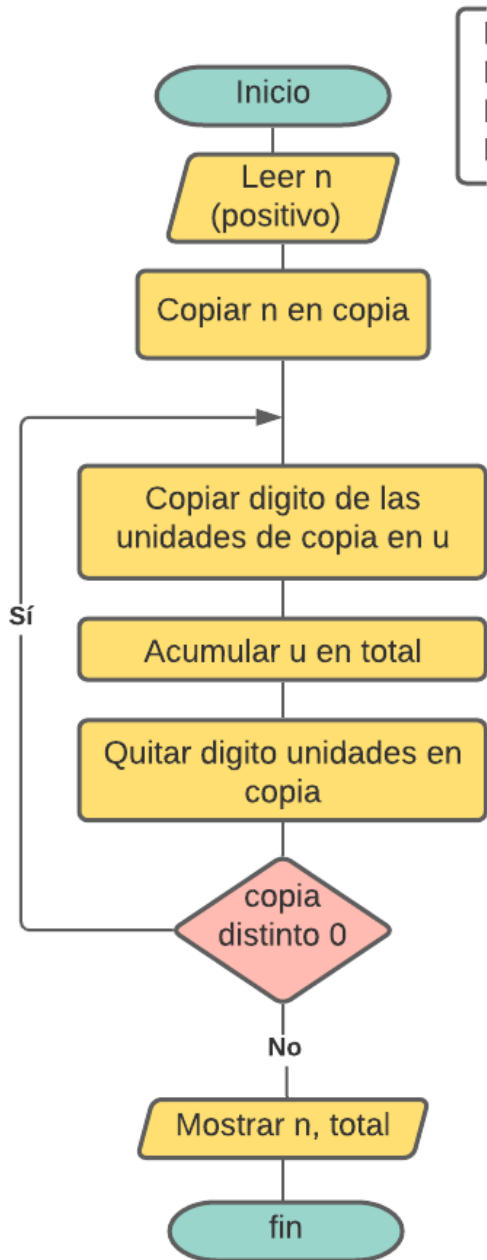 Inicio
Leer n
(positivo)
Copiar n en copia
Copiar digito de las
unidades de copia en u
Sí
Acumular u en total
Quitar digito unidades en
copia
copia
distinto 0
No
Mostrar n, total
fin